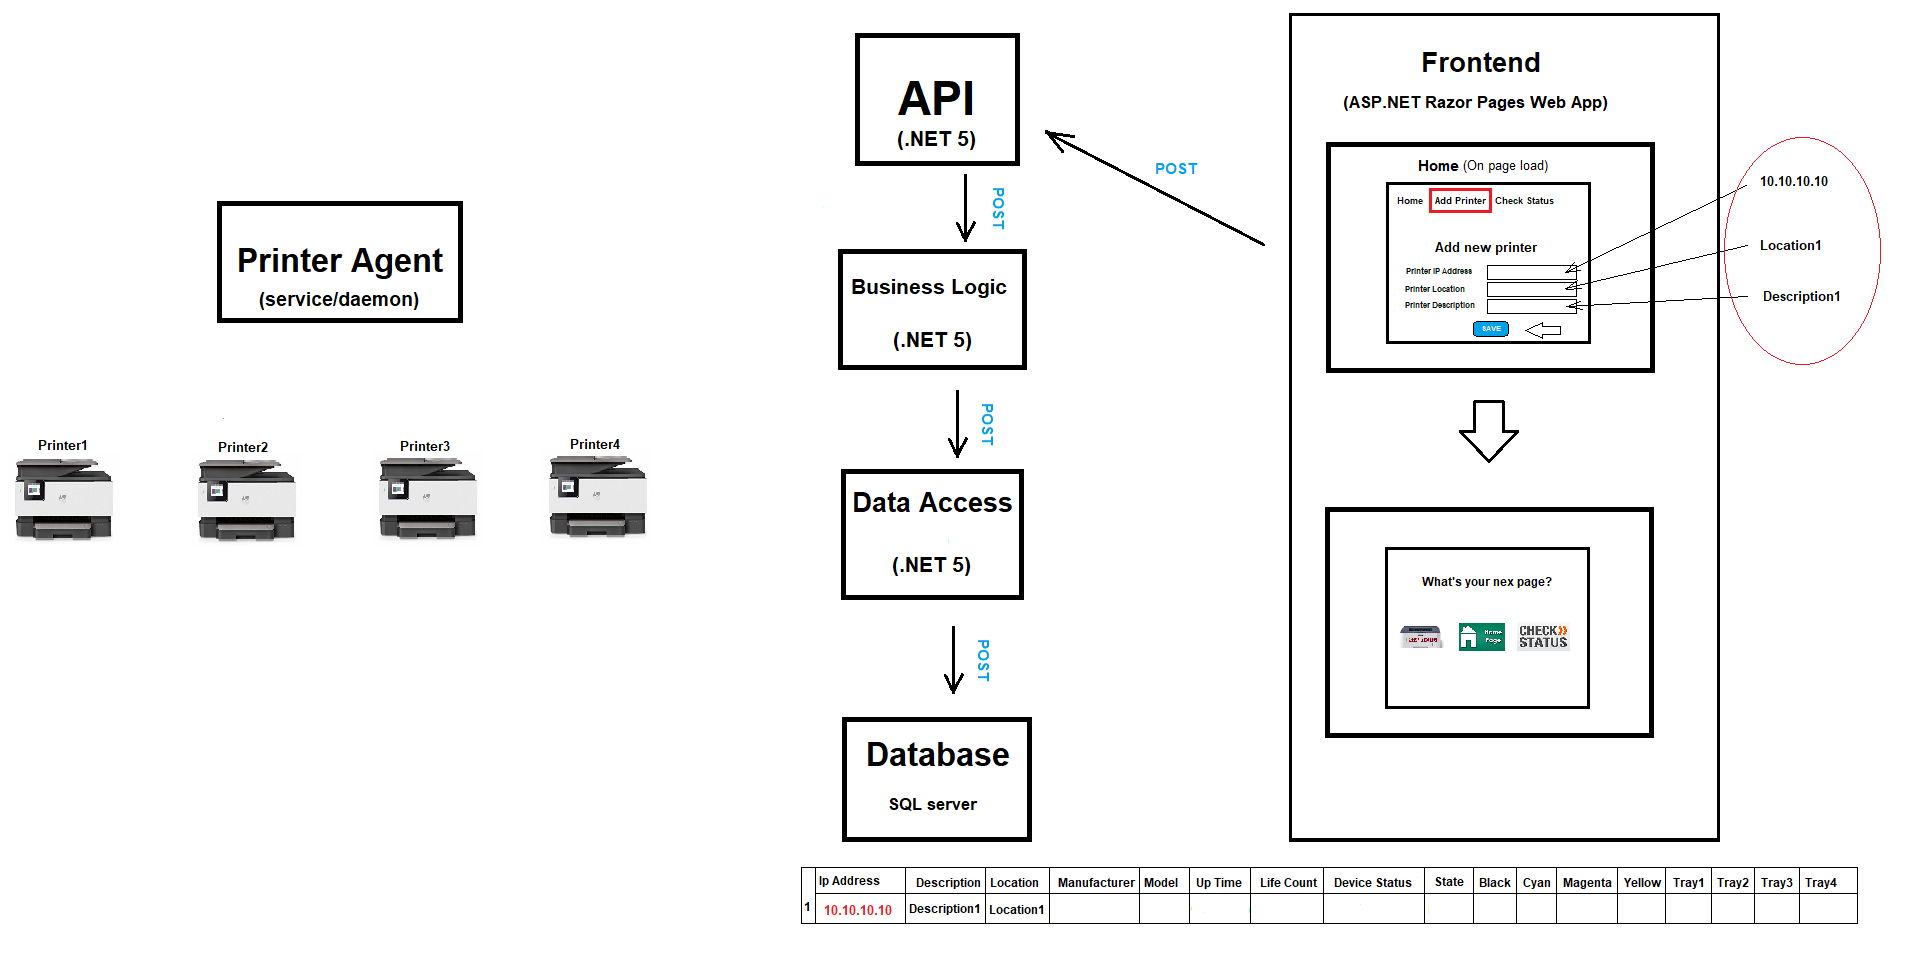 API
(.NET 5)
POST
POST
Business Logic
(.NET 5)
POST
Data Access
(.NET 5)
POST
Database
SQL server
Printer Agent
(service/daemon)
Printer1
Printer2
Printer3
Printer4
Frontend
(ASP.NET Razor Pages Web App)
Home (On page load)
Home Add Printer Check Status
Add new printer
Printer IP Address
Printer Location
Printer Description
SAVE
10.10.10.10
Location1
Description1
What's your nex page?
Home
Page
CHECK
STATUS
Ip Address Description Location Manufacturer Model Up Time Life Count Device Status State Black Cyan Magenta Yellow Tray1 Tray2 Tray3 Tray4
1 10.10.10.10 Description1 Location1